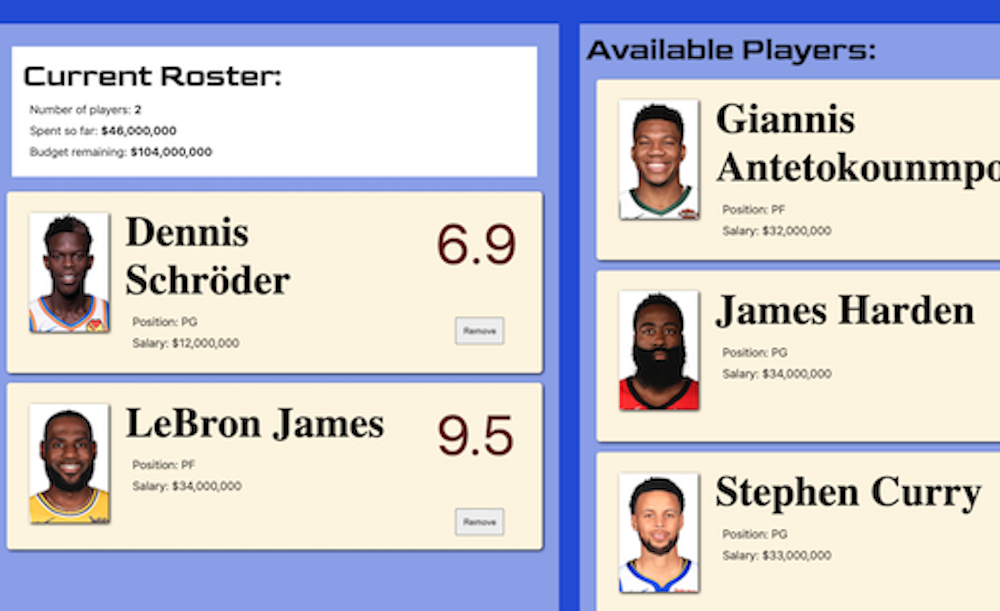 Current Roster:
Number of players: 2
Spent so far: $46,000,000
Budget remaining: $104,000,000
Dennis
Schröder
6.9
Position: PG
Salary: $12,000,000
Remove
LeBron James
9.5
Position: PF
Salary: $34,000,000
Remove
Available Players:
Giannis
Antetokounmpo
Position: PF
Salary: $32,000,000
James Harden
Position: PG
Salary: $34,000,000
Stephen Curry
Position: PG
Salary: $33,000,000